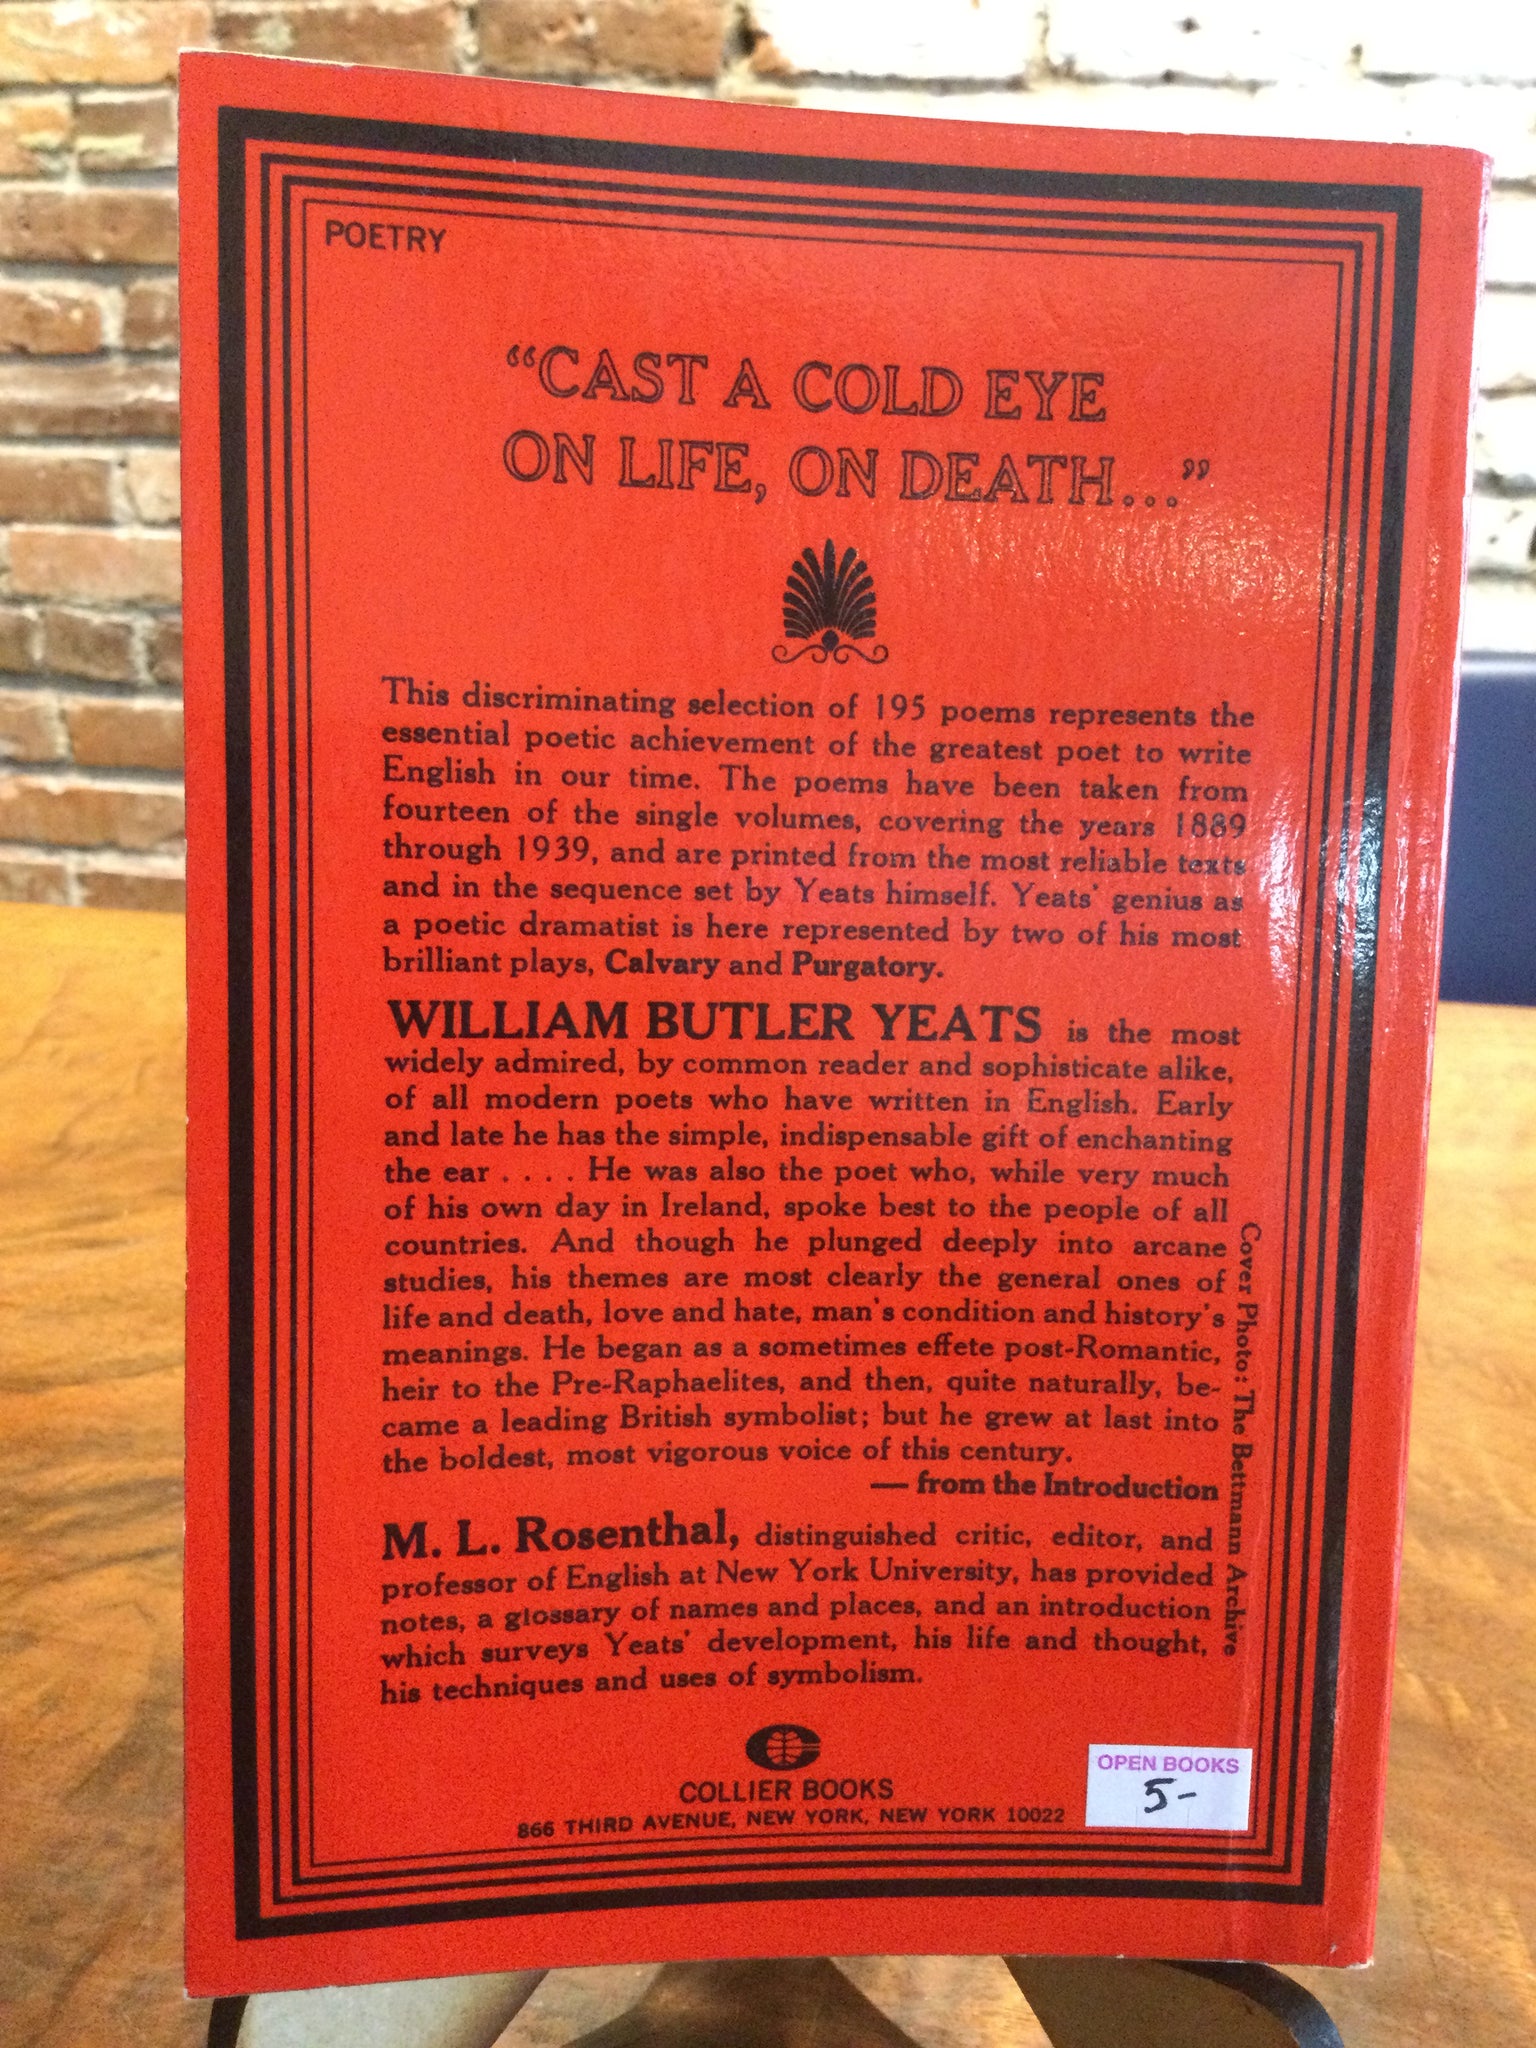 POETRY
“CAST A COLD EYE
ON LIFE, ON DEATH...”
This discriminating selection of 195 poems represents the
essential poetic achievement of the greatest poet to write
English in our time. The poems have been taken from
fourteen of the single volumes, covering the years 1889
through 1939, and are printed from the most reliable texts
and in the sequence set by Yeats himself. Yeats' genius as
a poetic dramatist is here represented by two of his most
brilliant plays, Calvary and Purgatory.
WILLIAM BUTLER YEATS is the most
widely admired, by common reader and sophisticate alike,
of all modern poets who have written in English. Early
and late he has the simple, indispensable gift of enchanting
the ear . . . . He was also the poet who, while very much
of his own day in Ireland, spoke best to the people of all
countries. And though he plunged deeply into arcane
studies, his themes are most clearly the general ones of
life and death, love and hate, man's condition and history's
meanings. He began as a sometimes effete post-Romantic,
heir to the Pre-Raphaelites, and then, quite naturally, be-
came a leading British symbolist; but he grew at last into
the boldest, most vigorous voice of this century.
— from the Introduction
M. L. Rosenthal, distinguished critic, editor, and
professor of English at New York University, has provided
notes, a glossary of names and places, and an introduction
which surveys Yeats' development, his life and thought,
his techniques and uses of symbolism.
Cover Photo: The Bettmann Archive
COLLIER BOOKS
866 THIRD AVENUE, NEW YORK, NEW YORK 10022
OPEN BOOKS
5-